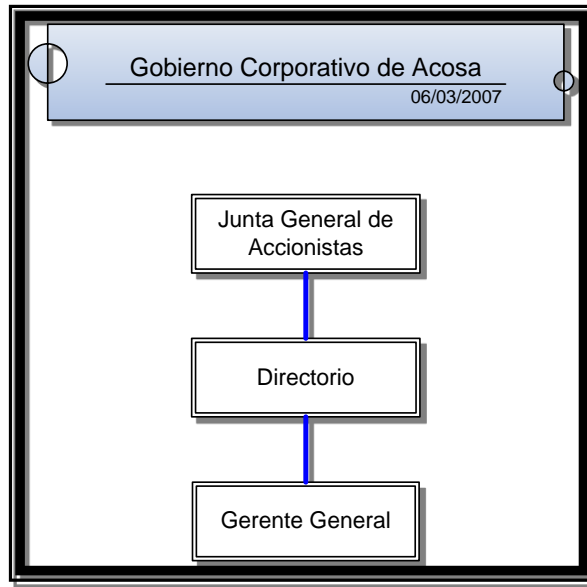 Gobierno Corporativo de Acosa
06/03/2007
Junta General de
Accionistas
Directorio
Gerente General